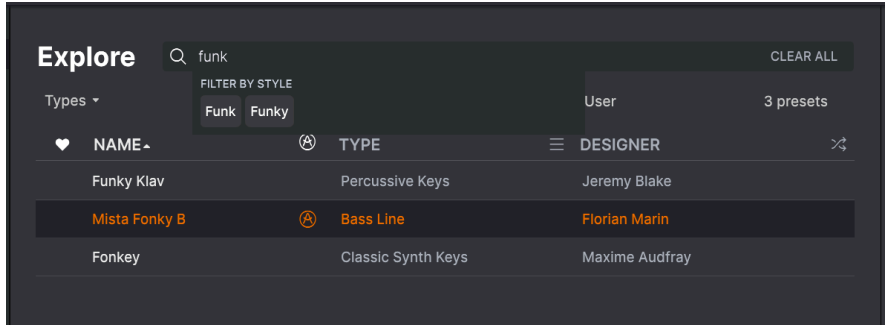 Explore funk CLEAR ALL
FILTER BY STYLE
Types User 3 presets
Funk Funky
NAME TYPE DESIGNER
Funky Klav Percussive Keys Jeremy Blake
Mista Fonky B Bass Line Florian Marin
Fonkey Classic Synth Keys Maxime Audfray